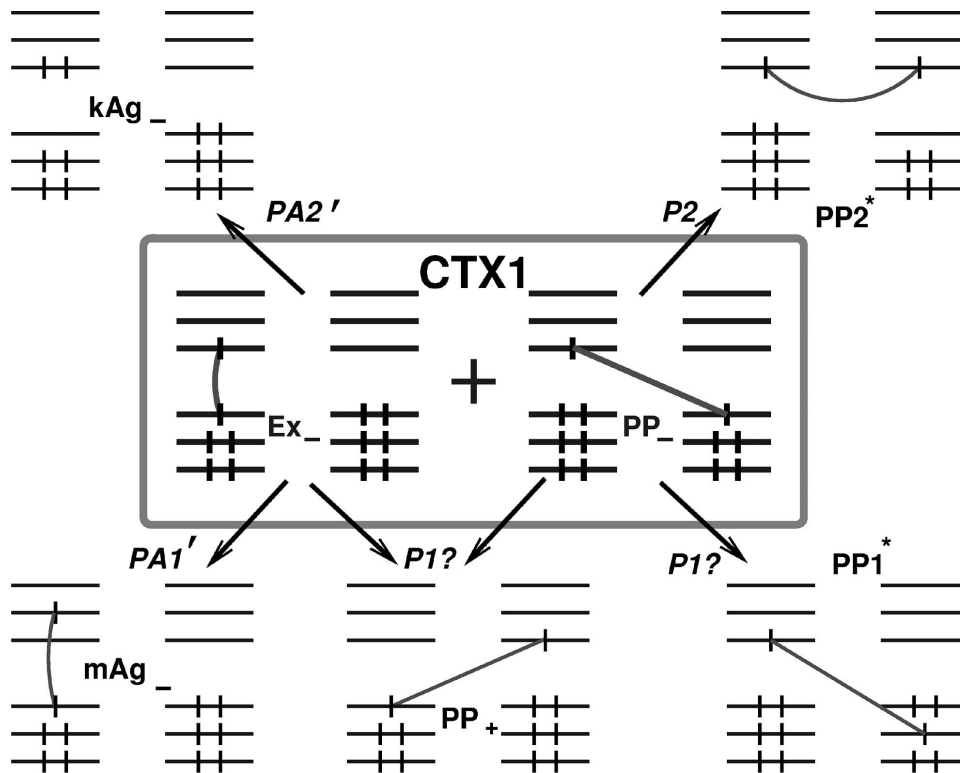 kAg_
PA2'
P2
PP2*
CTX1
+
Ex_
PP_
PA1'
P1?
P1?
PP1*
mAg_
PP+